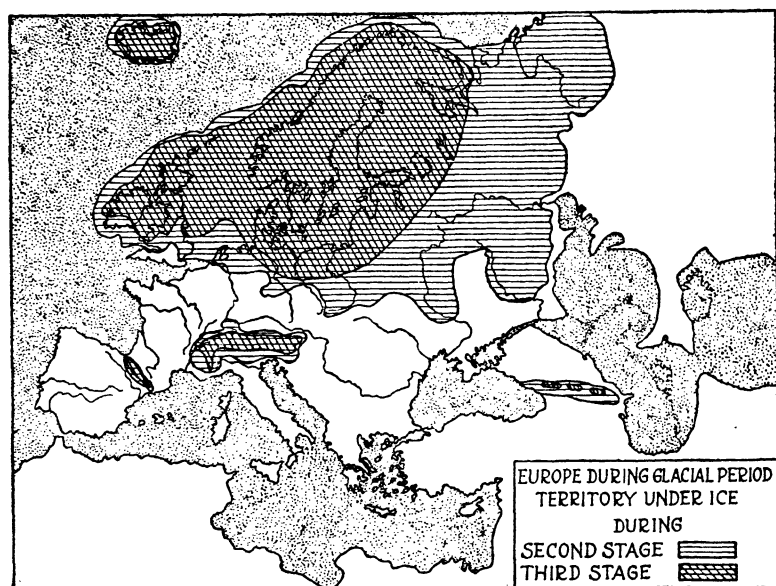 EUROPE DURING GLACIAL PERIOD
TERRITORY UNDER ICE
DURING
SECOND STAGE
THIRD STAGE